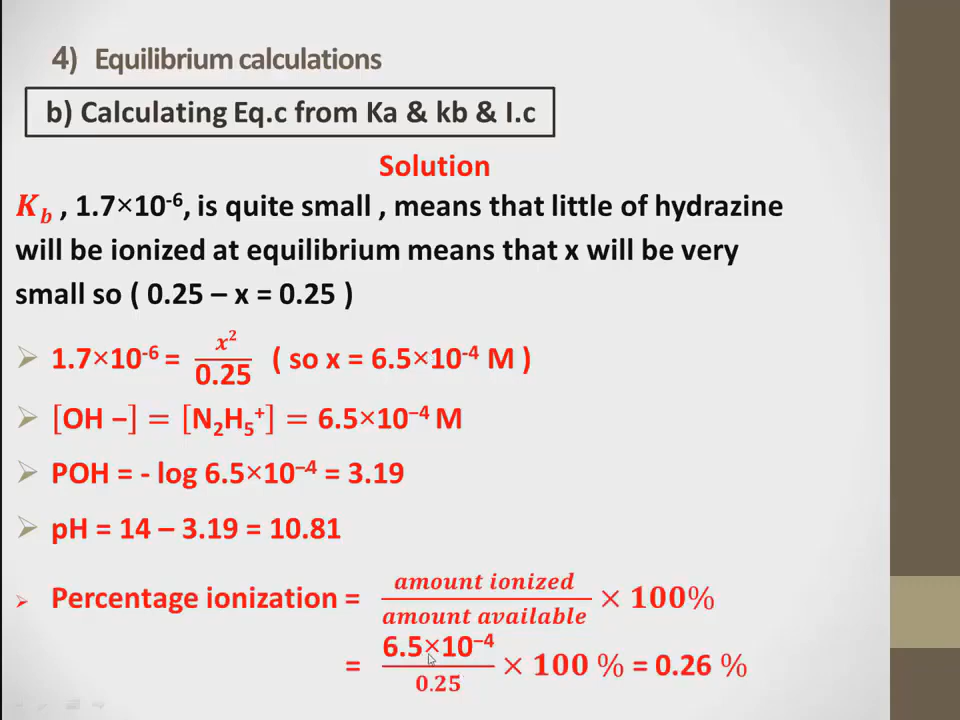 4) Equilibrium calculations
b) Calculating Eq.c from Ka & kb & I.c
Solution
K_b , 1.7×10⁻⁶, is quite small , means that little of hydrazine
will be ionized at equilibrium means that x will be very
small so ( 0.25 – x = 0.25 )
➢ 1.7×10⁻⁶ = x²/0.25 ( so x = 6.5×10⁻⁴ M )
➢ [OH −] = [N₂H₅⁺] = 6.5×10⁻⁴ M
➢ POH = - log 6.5×10⁻⁴ = 3.19
➢ pH = 14 – 3.19 = 10.81
➢ Percentage ionization = amount ionized/amount available × 100%
= 6.5×10⁻⁴/0.25 × 100 % = 0.26 %